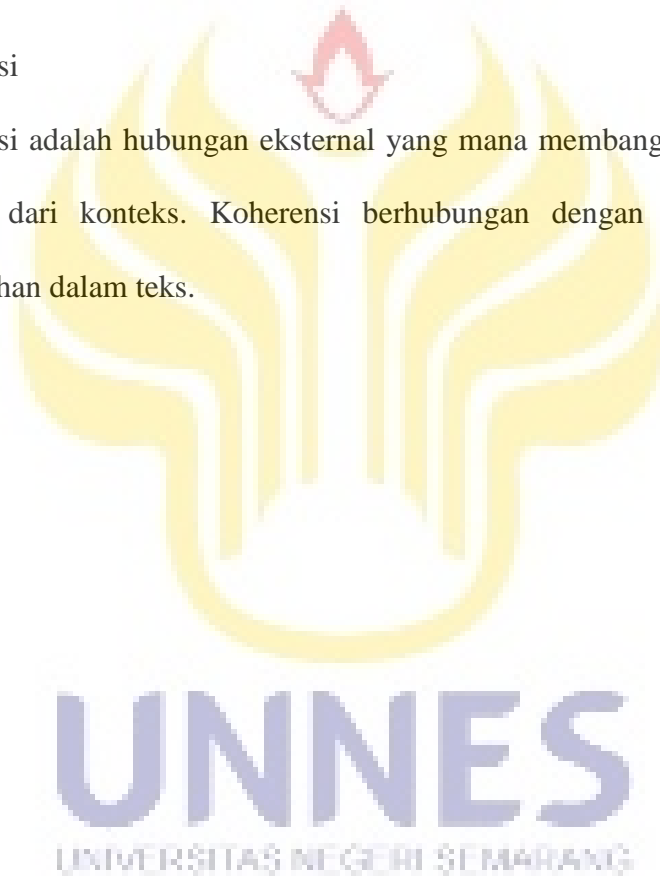 si
si adalah hubungan eksternal yang mana membang
dari konteks. Koherensi berhubungan dengan
han dalam teks.
UNNES
UNIVERSITAS NEGERI SEMARANG